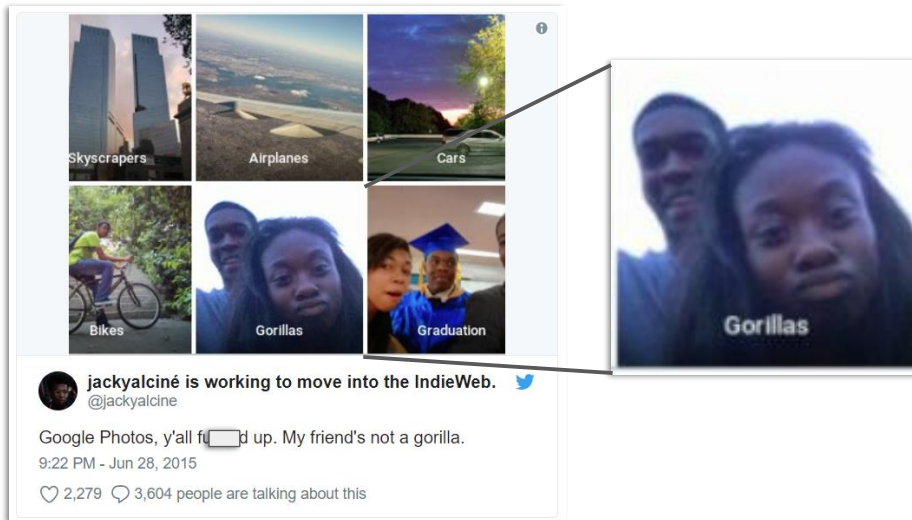 Skyscrapers
Airplanes
Cars
Bikes
Gorillas
Graduation
Gorillas
jackyalciné is working to move into the IndieWeb.
@jackyalcine
Google Photos, y'all fu d up. My friend's not a gorilla.
9:22 PM - Jun 28, 2015
2,279 3,604 people are talking about this